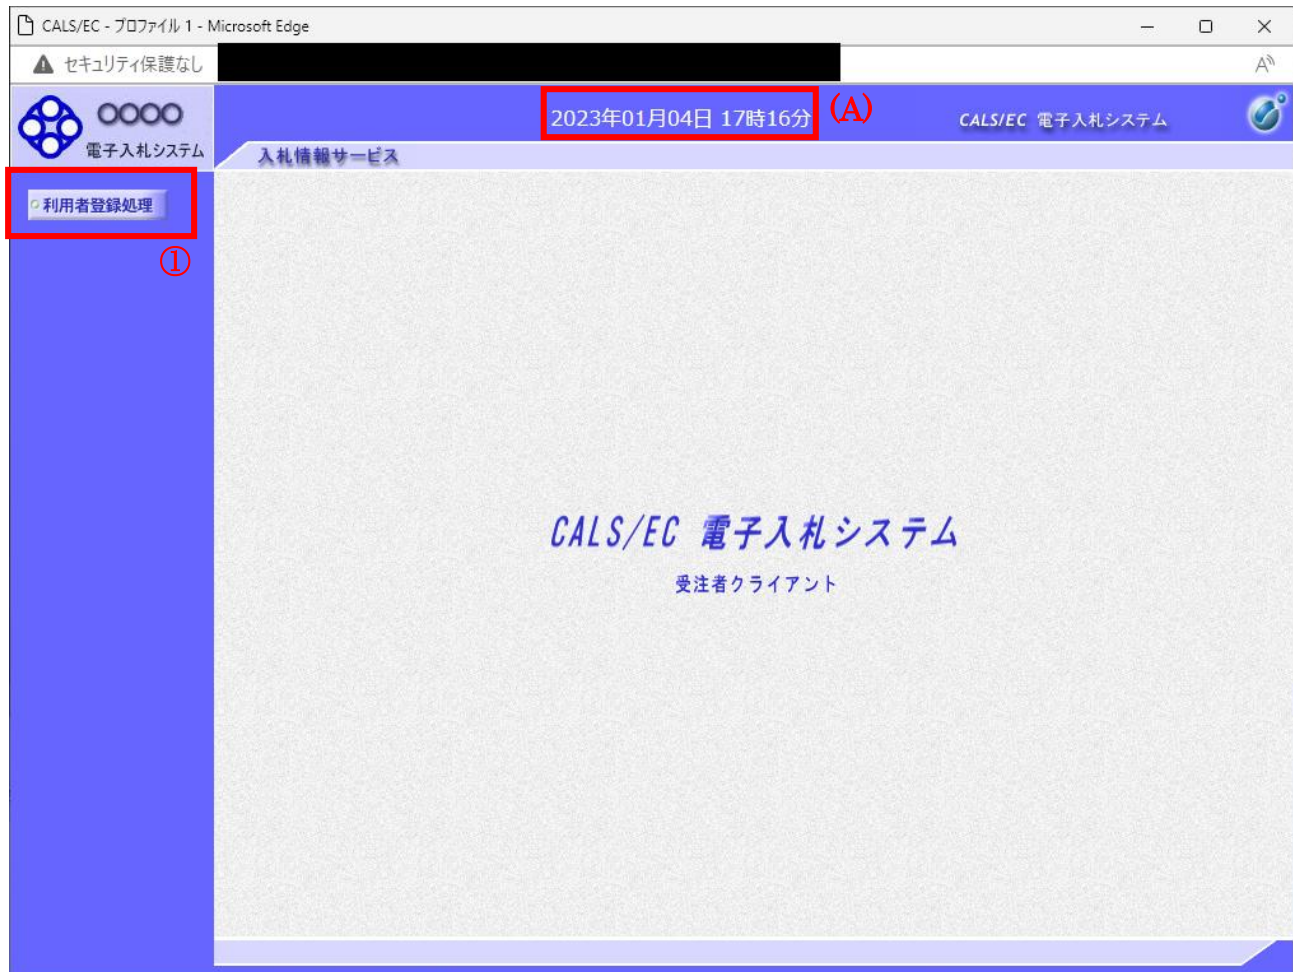 CALS/EC - プロファイル 1 - Microsoft Edge
セキュリティ保護なし
OOOO
電子入札システム
2023年01月04日 17時16分
(A)
CALS/EC 電子入札システム
入札情報サービス
利用者登録処理
①
CALS/EC 電子入札システム
受注者クライアント